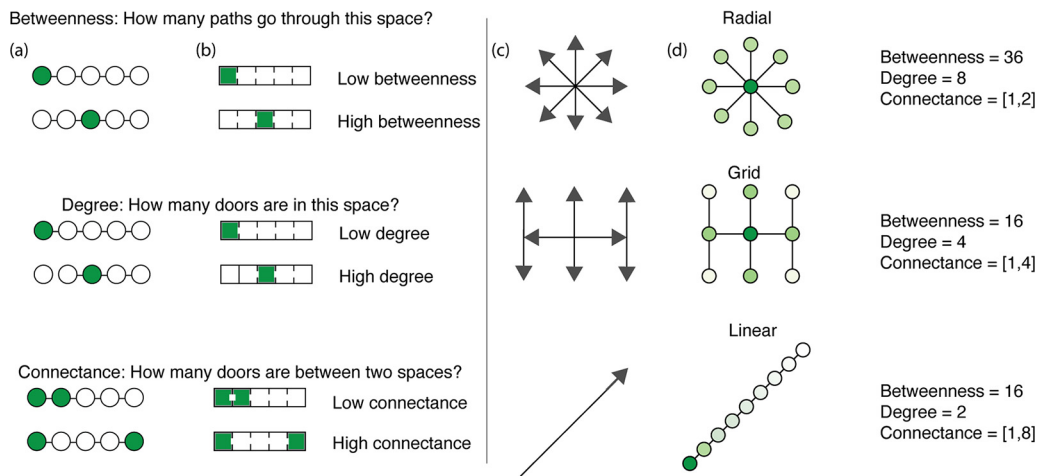 Betweenness: How many paths go through this space?
(a)
(b)
Low betweenness
High betweenness
Degree: How many doors are in this space?
Low degree
High degree
Connectance: How many doors are between two spaces?
Low connectance
High connectance
(c)
(d)
Radial
Betweenness = 36
Degree = 8
Connectance = [1,2]
Grid
Betweenness = 16
Degree = 4
Connectance = [1,4]
Linear
Betweenness = 16
Degree = 2
Connectance = [1,8]